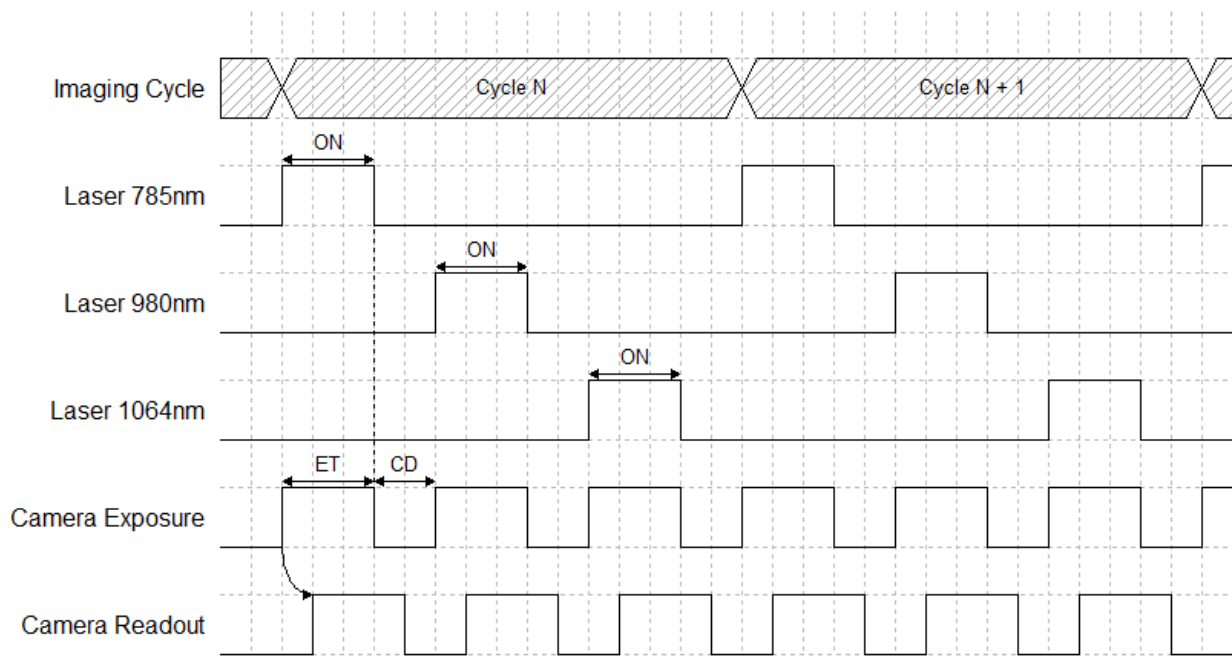 Imaging Cycle
Cycle N
Cycle N + 1
ON
Laser 785nm
ON
Laser 980nm
ON
Laser 1064nm
ET
CD
Camera Exposure
Camera Readout